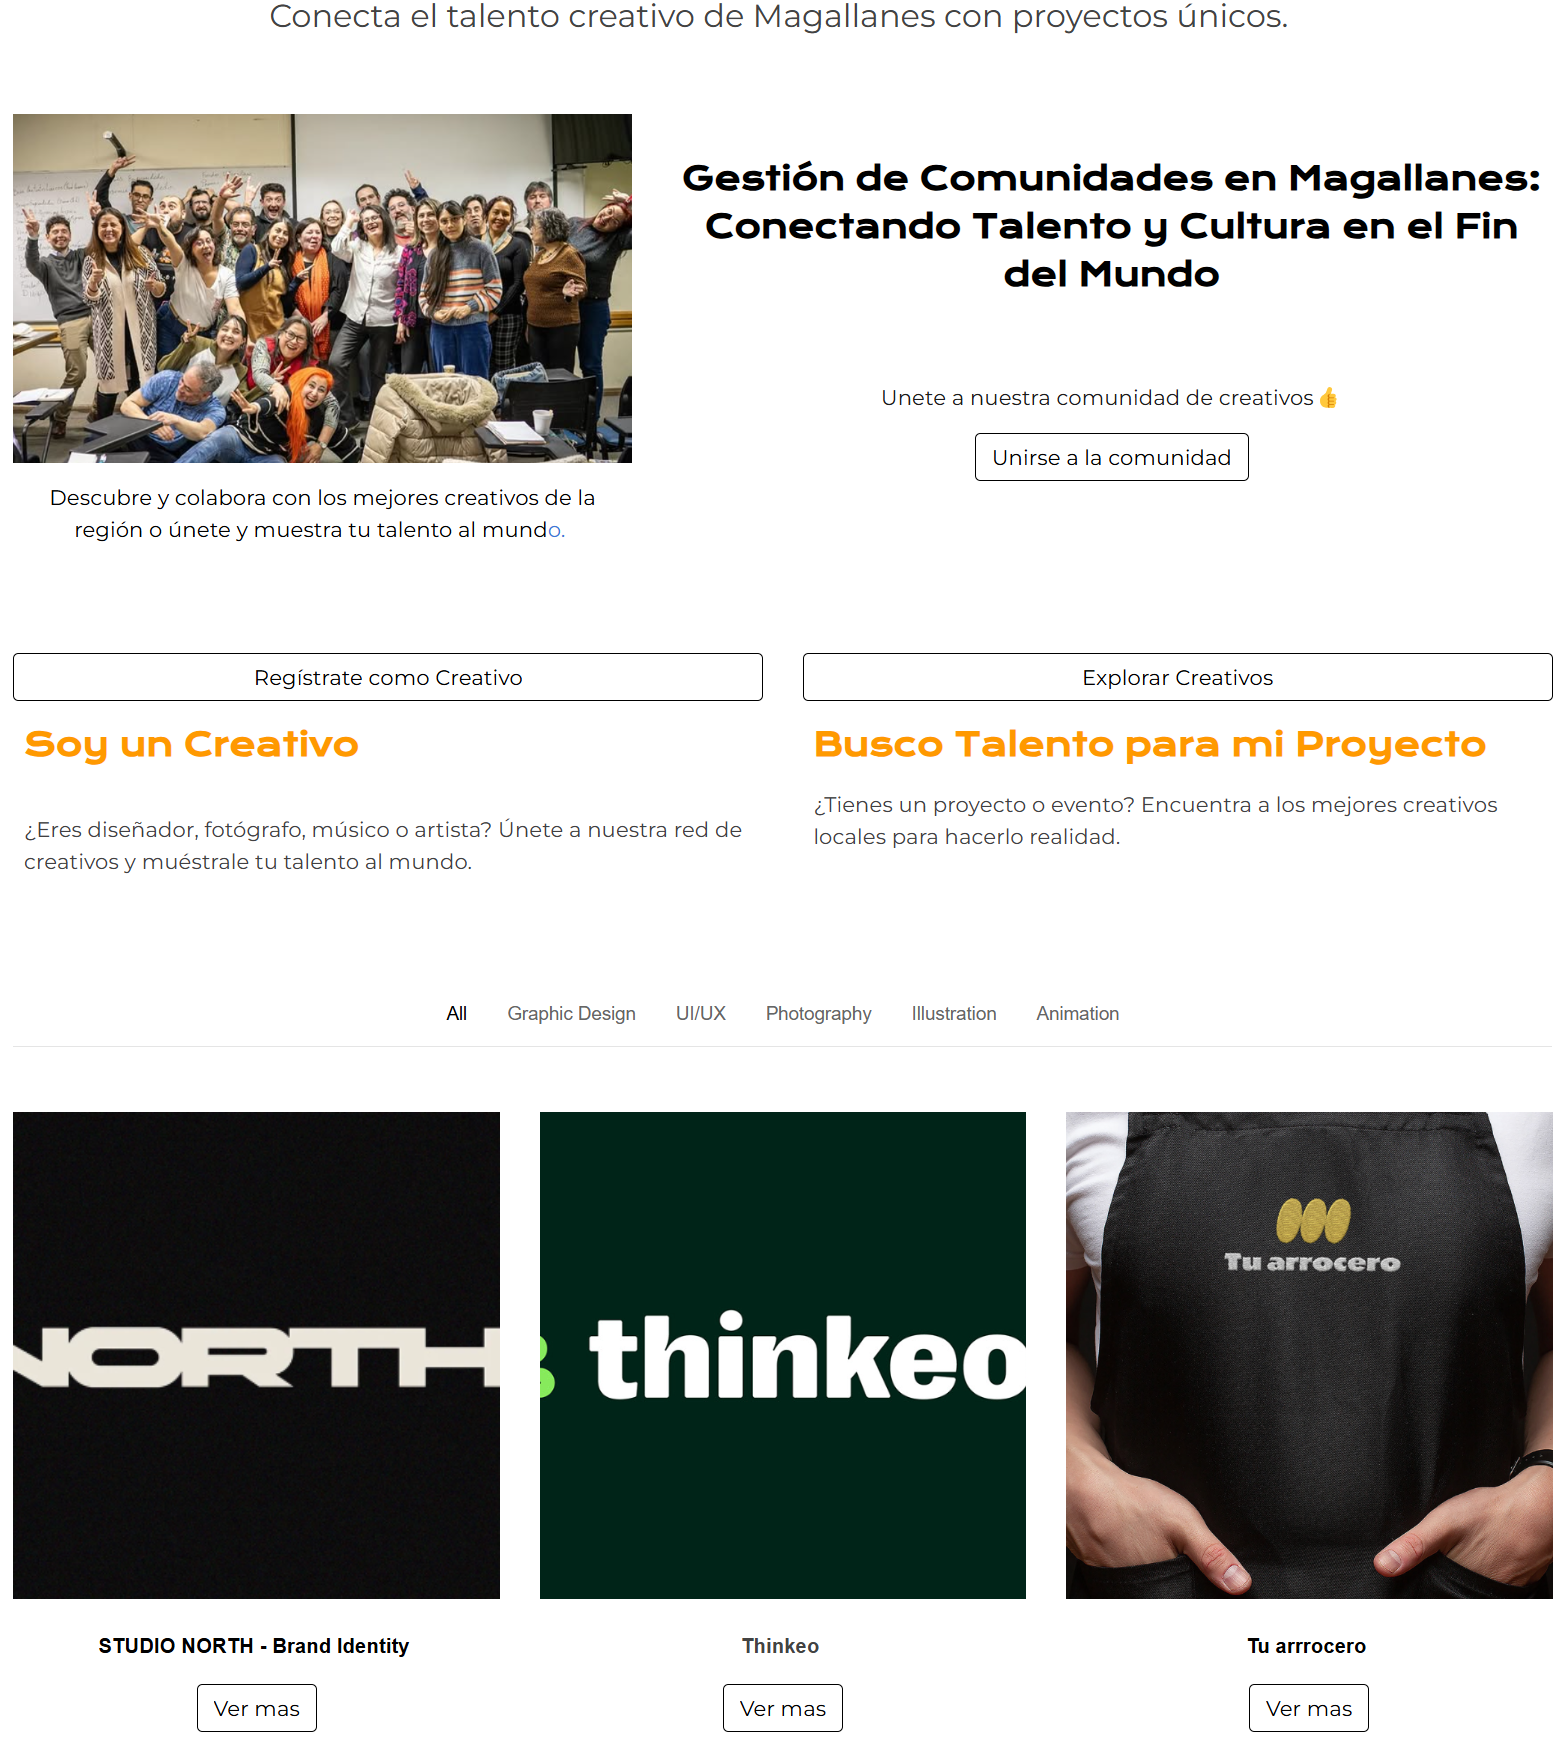 Conecta el talento creativo de Magallanes con proyectos únicos.
Gestión de Comunidades en Magallanes:
Conectando Talento y Cultura en el Fin
del Mundo
Unete a nuestra comunidad de creativos👍
Unirse a la comunidad
Descubre y colabora con los mejores creativos de la
región o únete y muestra tu talento al mundo.
Regístrate como Creativo
Soy un Creativo
¿Eres diseñador, fotógrafo, músico o artista? Únete a nuestra red de
creativos y muéstrale tu talento al mundo.
Explorar Creativos
Busco Talento para mi Proyecto
¿Tienes un proyecto o evento? Encuentra a los mejores creativos
locales para hacerlo realidad.
All Graphic Design UI/UX Photography Illustration Animation
NORTH
thinkeo
Tu arrocero
STUDIO NORTH - Brand Identity
Thinkeo
Tu arrrocero
Ver mas
Ver mas
Ver mas